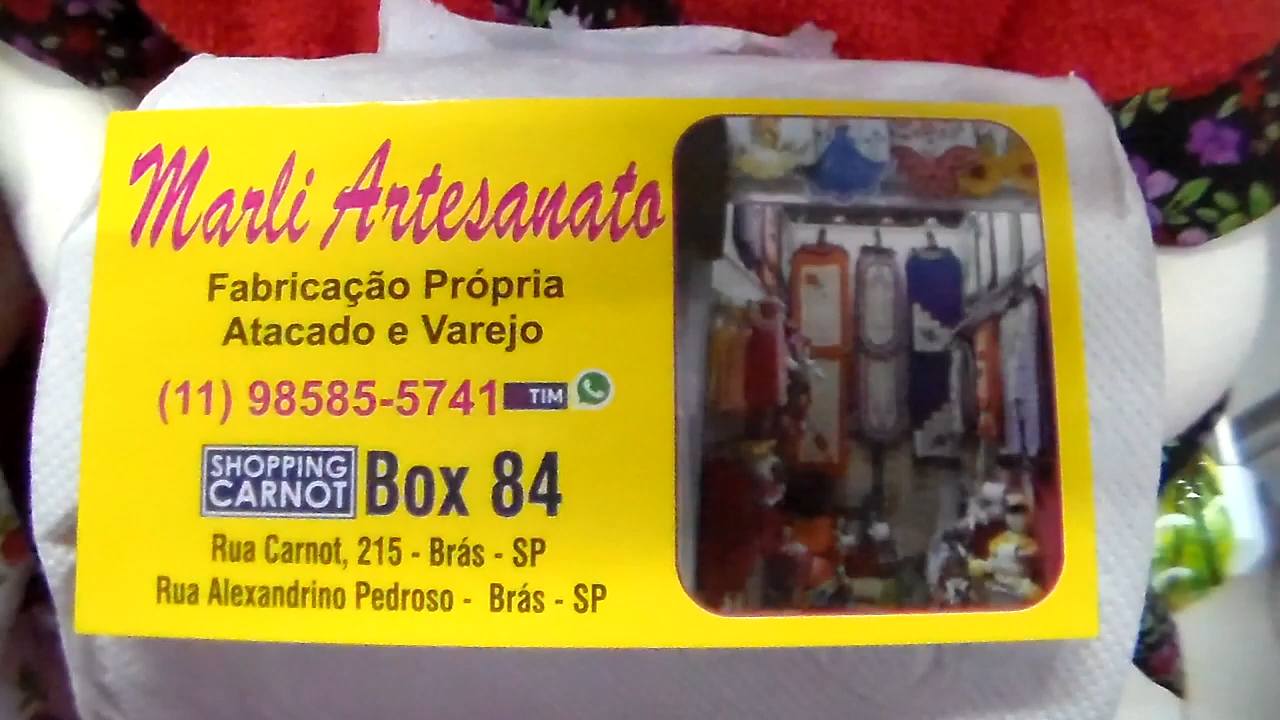 Marli Artesanato
Fabricação Própria
Atacado e Varejo
(11) 98585-5741 TIM
SHOPPING
CARNOT Box 84
Rua Carnot, 215 - Brás - SP
Rua Alexandrino Pedroso - Brás - SP